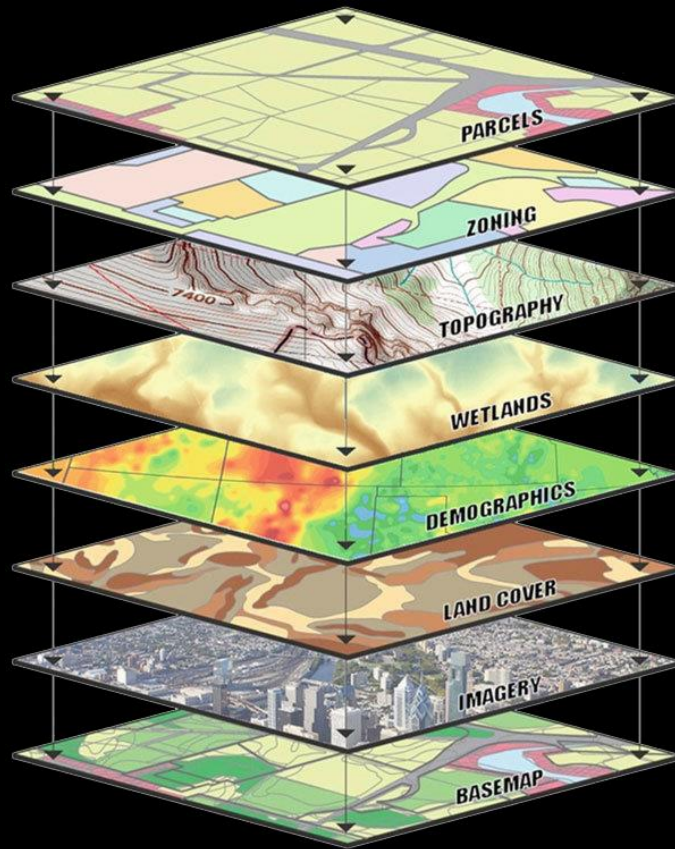 PARCELS
ZONING
7400
TOPOGRAPHY
WETLANDS
DEMOGRAPHICS
LAND COVER
IMAGERY
BASEMAP